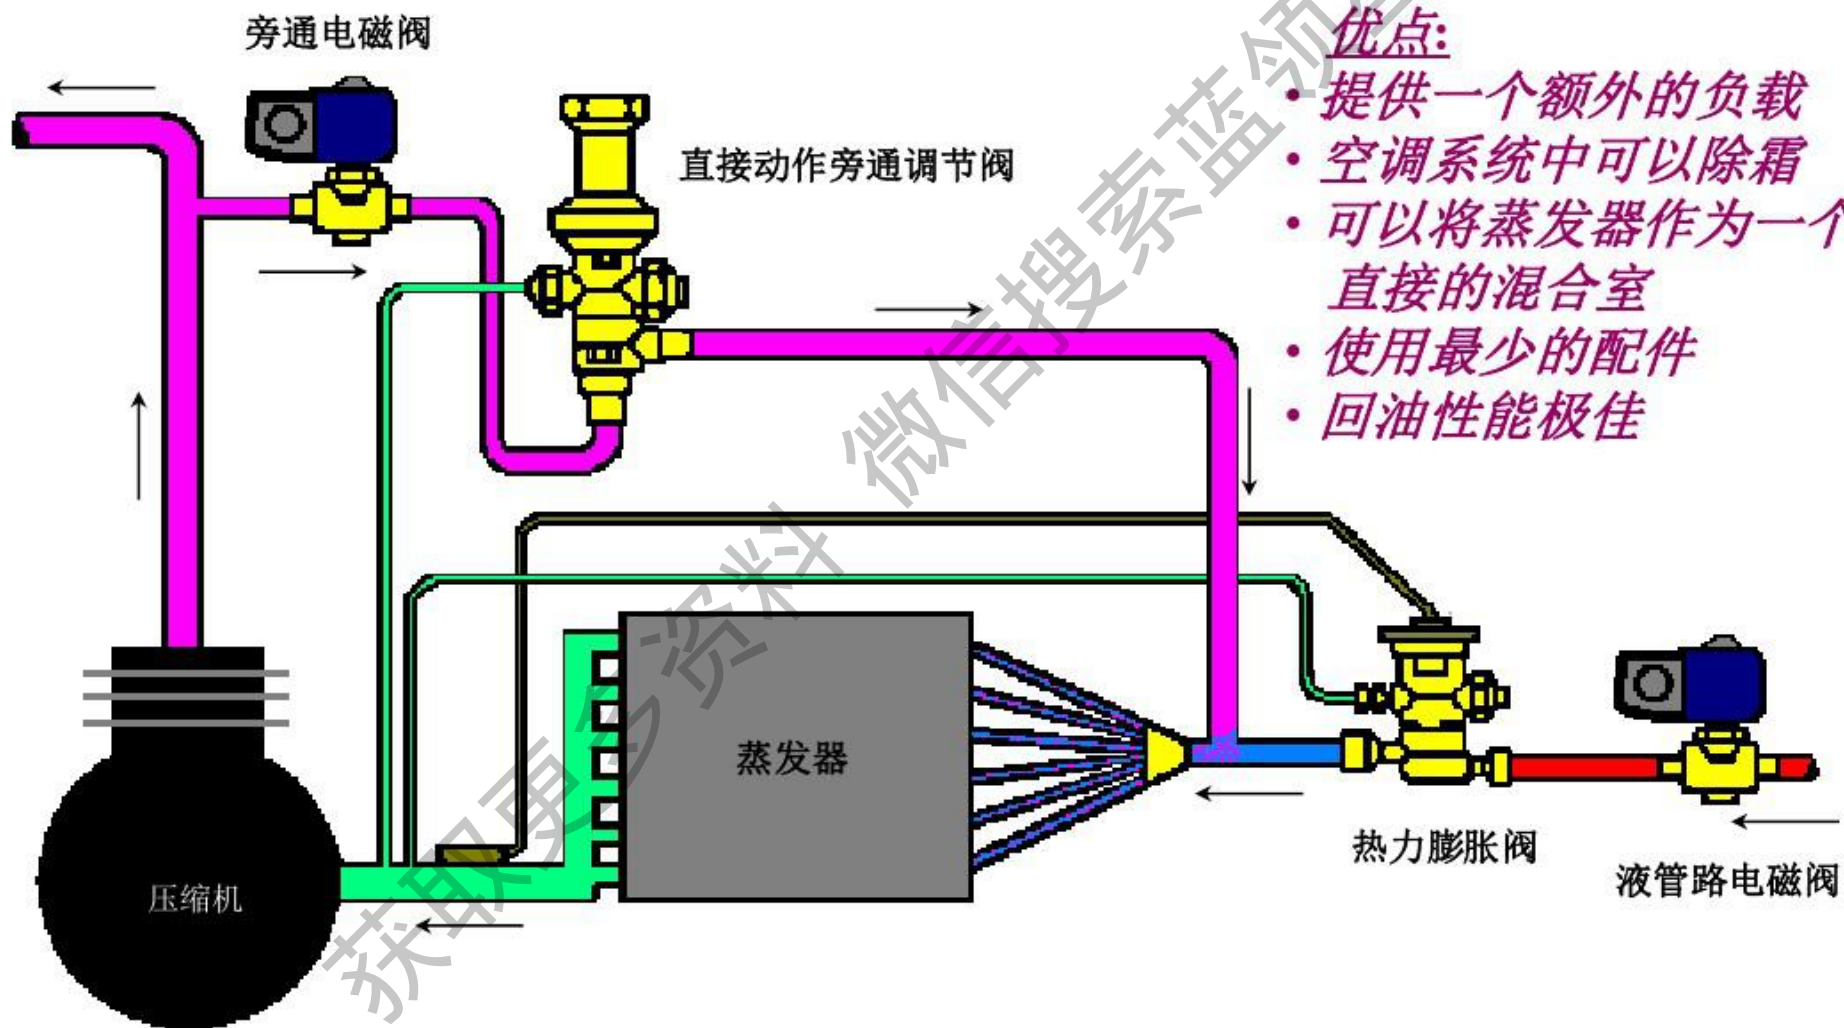 旁通电磁阀
直接动作旁通调节阀
优点:
• 提供一个额外的负载
• 空调系统中可以除霜
• 可以将蒸发器作为一个
直接的混合室
• 使用最少的配件
• 回油性能极佳
蒸发器
热力膨胀阀
液管路电磁阀
压缩机
获取更多资料 微信搜索蓝领